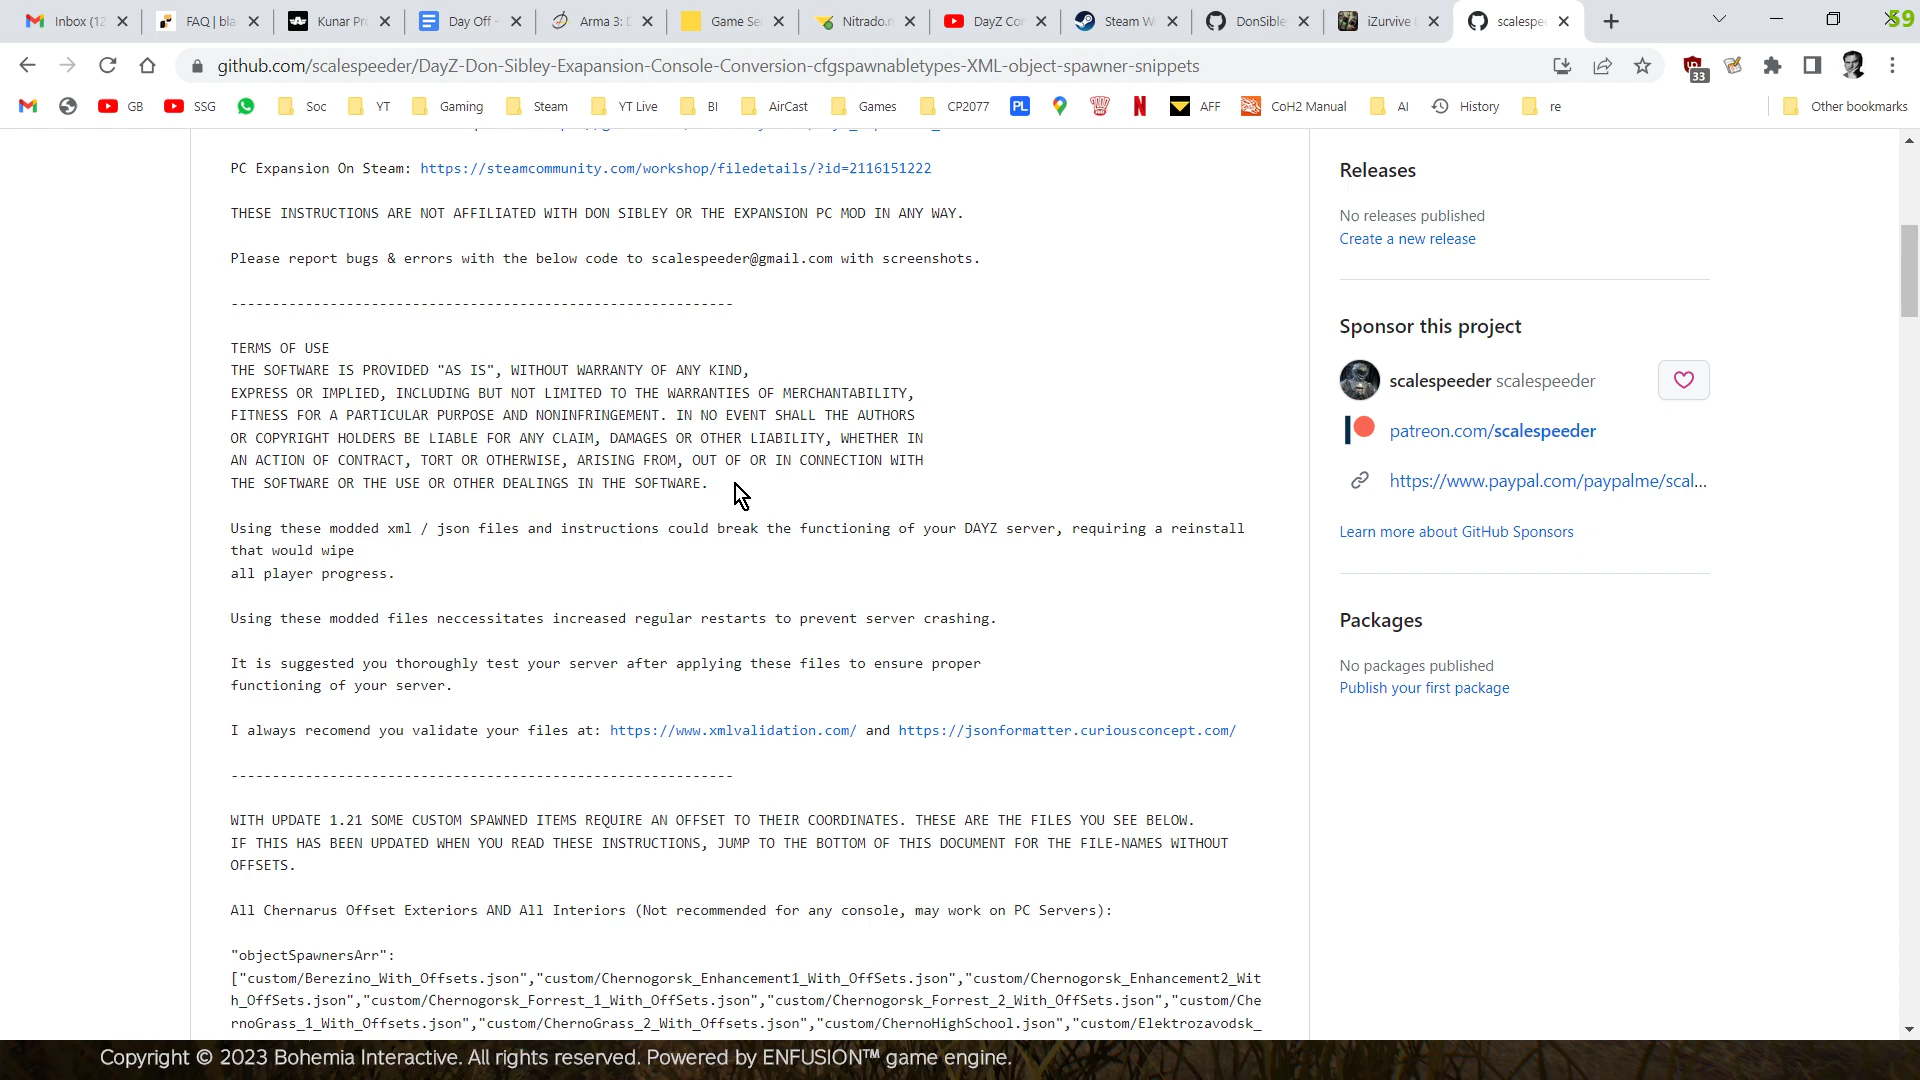 Inbox (12
FAQ | bla
Kunar Pr
Day Off -
Arma 3:
Game Se
Nitrado.n
DayZ Co
Steam W
DonSible
iZurvive
scalespee
59
github.com/scalespeeder/DayZ-Don-Sibley-Exapansion-Console-Conversion-cfgspawnabletypes-XML-object-spawner-snippets
33
GB
SSG
Soc
YT
Gaming
Steam
YT Live
BI
AirCast
Games
CP2077
PL
N
AFF
CoH2 Manual
AI
History
re
Other bookmarks
PC Expansion On Steam: https://steamcommunity.com/workshop/filedetails/?id=2116151222
THESE INSTRUCTIONS ARE NOT AFFILIATED WITH DON SIBLEY OR THE EXPANSION PC MOD IN ANY WAY.
Please report bugs & errors with the below code to scalespeeder@gmail.com with screenshots.
-------------------------------------------------------------
TERMS OF USE
THE SOFTWARE IS PROVIDED "AS IS", WITHOUT WARRANTY OF ANY KIND,
EXPRESS OR IMPLIED, INCLUDING BUT NOT LIMITED TO THE WARRANTIES OF MERCHANTABILITY,
FITNESS FOR A PARTICULAR PURPOSE AND NONINFRINGEMENT. IN NO EVENT SHALL THE AUTHORS
OR COPYRIGHT HOLDERS BE LIABLE FOR ANY CLAIM, DAMAGES OR OTHER LIABILITY, WHETHER IN
AN ACTION OF CONTRACT, TORT OR OTHERWISE, ARISING FROM, OUT OF OR IN CONNECTION WITH
THE SOFTWARE OR THE USE OR OTHER DEALINGS IN THE SOFTWARE.
Using these modded xml / json files and instructions could break the functioning of your DAYZ server, requiring a reinstall
that would wipe
all player progress.
Using these modded files neccessitates increased regular restarts to prevent server crashing.
It is suggested you thoroughly test your server after applying these files to ensure proper
functioning of your server.
I always recomend you validate your files at: https://www.xmlvalidation.com/ and https://jsonformatter.curiousconcept.com/
-------------------------------------------------------------
WITH UPDATE 1.21 SOME CUSTOM SPAWNED ITEMS REQUIRE AN OFFSET TO THEIR COORDINATES. THESE ARE THE FILES YOU SEE BELOW.
IF THIS HAS BEEN UPDATED WHEN YOU READ THESE INSTRUCTIONS, JUMP TO THE BOTTOM OF THIS DOCUMENT FOR THE FILE-NAMES WITHOUT
OFFSETS.
All Chernarus Offset Exteriors AND All Interiors (Not recommended for any console, may work on PC Servers):
"objectSpawnersArr":
["custom/Berezino_With_Offsets.json","custom/Chernogorsk_Enhancement1_With_OffSets.json","custom/Chernogorsk_Enhancement2_Wit
h_OffSets.json","custom/Chernogorsk_Forrest_1_With_OffSets.json","custom/Chernogorsk_Forrest_2_With_OffSets.json","custom/Che
rnoGrass_1_With_Offsets.json","custom/ChernoGrass_2_With_Offsets.json","custom/ChernoHighSchool.json","custom/Elektrozavodsk_
Releases
No releases published
Create a new release
Sponsor this project
scalespeeder scalespeeder
patreon.com/scalespeeder
https://www.paypal.com/paypalme/scal...
Learn more about GitHub Sponsors
Packages
No packages published
Publish your first package
Copyright © 2023 Bohemia Interactive. All rights reserved. Powered by ENFUSION™ game engine.